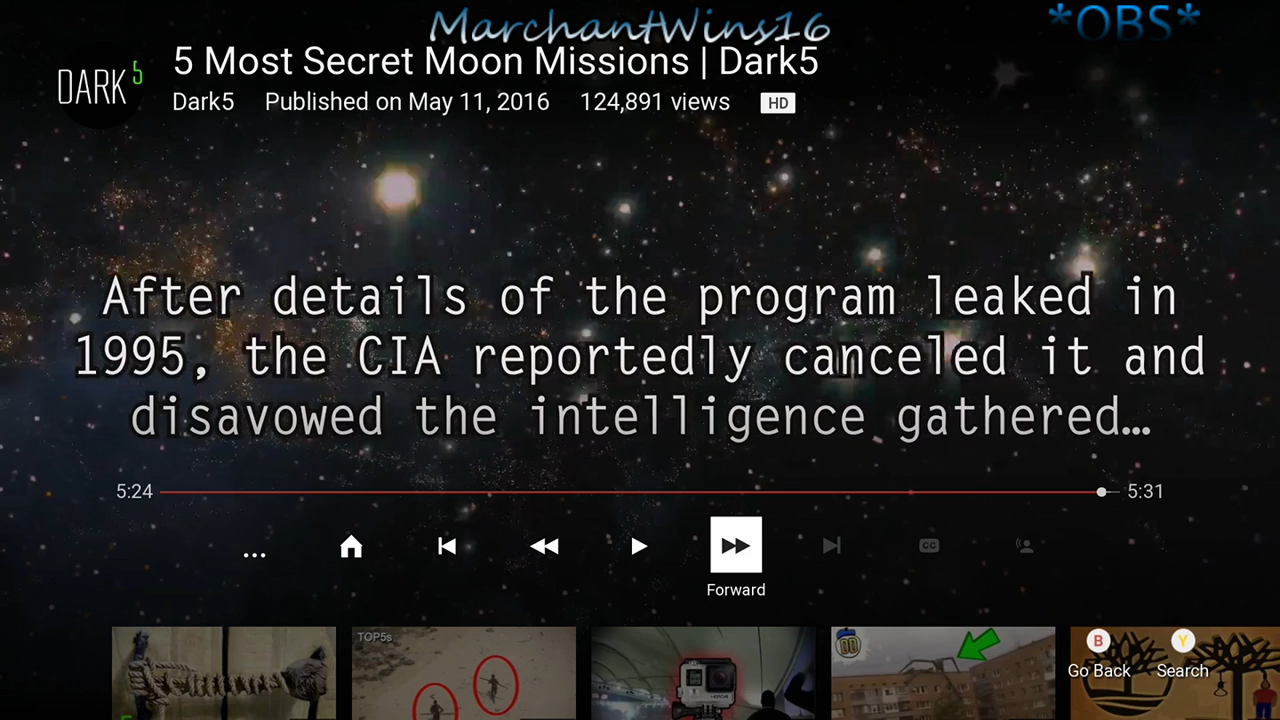 MarchantWins16
*OBS*
DARK5
5 Most Secret Moon Missions | Dark5
Dark5 Published on May 11, 2016 124,891 views HD
After details of the program leaked in
1995, the CIA reportedly canceled it and
disavowed the intelligence gathered…
5:24 5:31
...
CC
Forward
TOP5s
B Y
Go Back Search